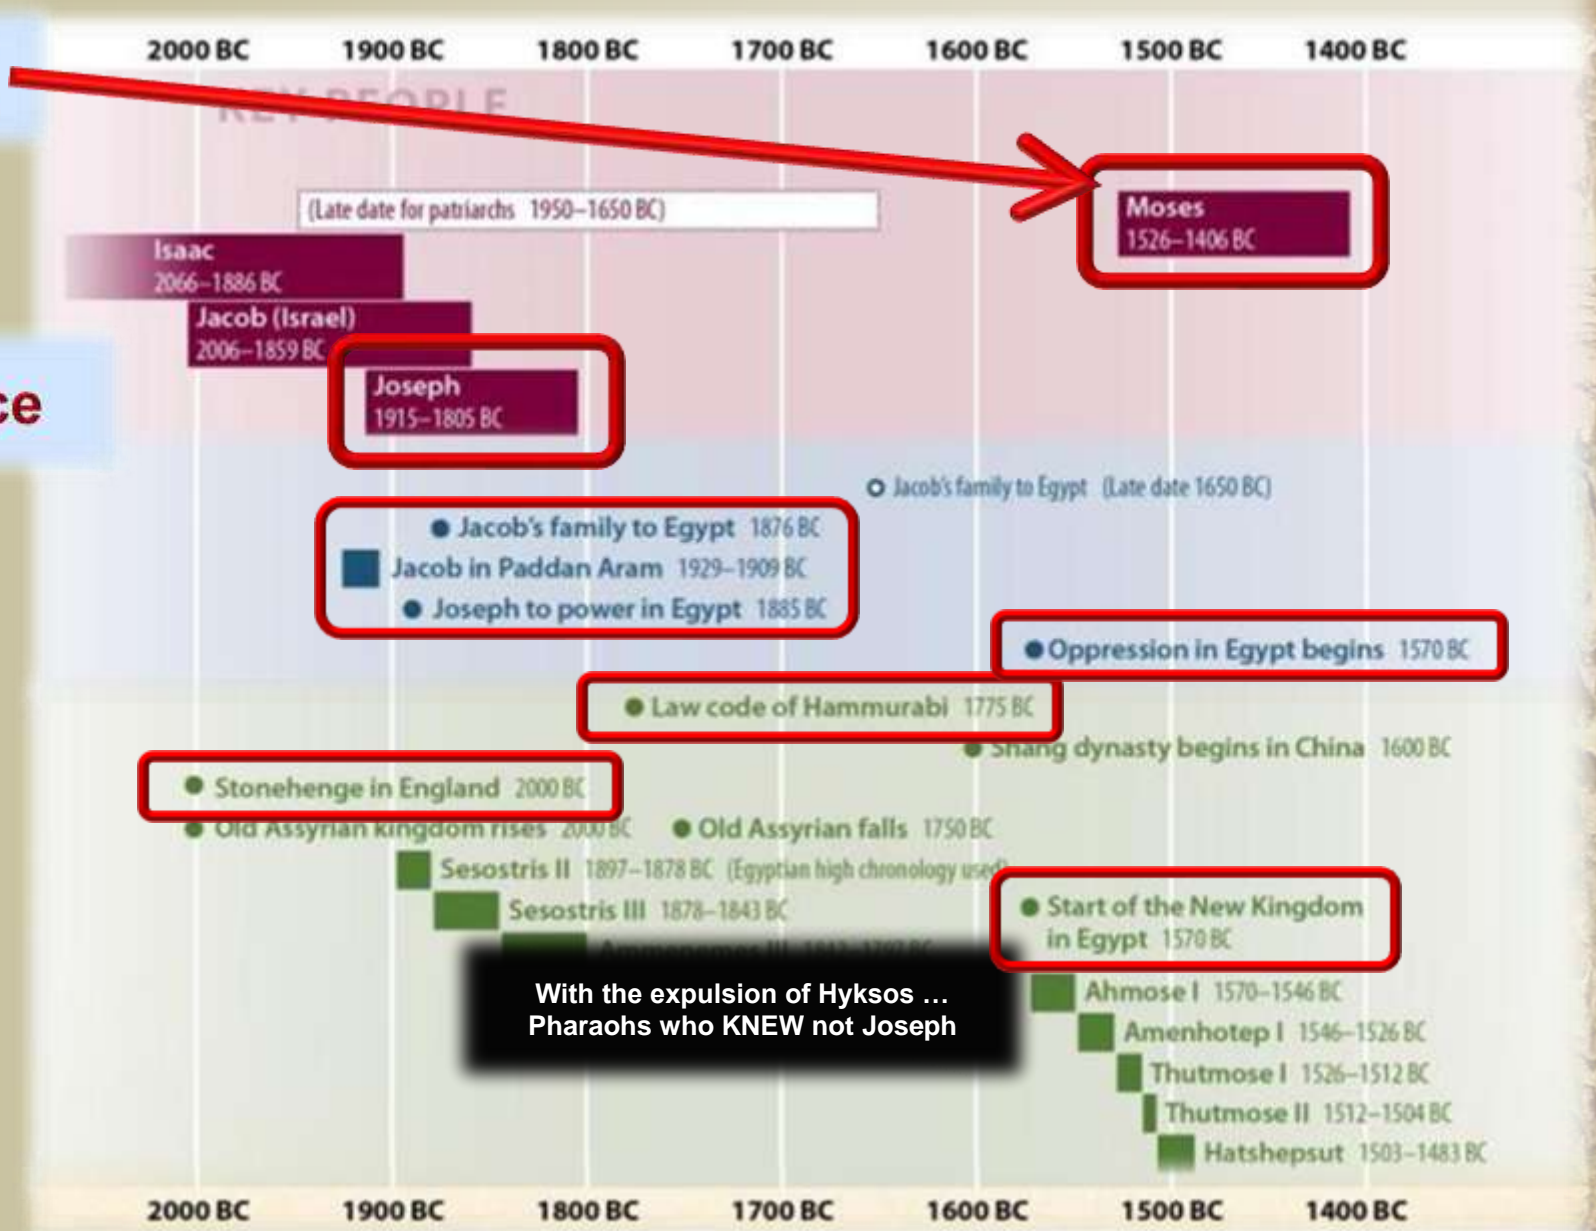 2000 BC 1900 BC 1800 BC 1700 BC 1600 BC 1500 BC 1400 BC
KEY PEOPLE
(Late date for patriarchs 1950–1650 BC)
Moses
1526–1406 BC
Isaac
2066–1886 BC
Jacob (Israel)
2006–1859 BC
Joseph
1915–1805 BC
Jacob's family to Egypt (Late date 1650 BC)
Jacob's family to Egypt 1876 BC
Jacob in Paddan Aram 1929–1909 BC
Joseph to power in Egypt 1885 BC
Oppression in Egypt begins 1570 BC
Law code of Hammurabi 1775 BC
Shang dynasty begins in China 1600 BC
Stonehenge in England 2000 BC
Old Assyrian kingdom rises 2000 BC Old Assyrian falls 1750 BC
Sesostris II 1897–1878 BC (Egyptian high chronology used)
Sesostris III 1878–1843 BC
Start of the New Kingdom
in Egypt 1570 BC
With the expulsion of Hyksos …
Pharaohs who KNEW not Joseph
Ahmose I 1570–1546 BC
Amenhotep I 1546–1526 BC
Thutmose I 1526–1512 BC
Thutmose II 1512–1504 BC
Hatshepsut 1503–1483 BC
2000 BC 1900 BC 1800 BC 1700 BC 1600 BC 1500 BC 1400 BC